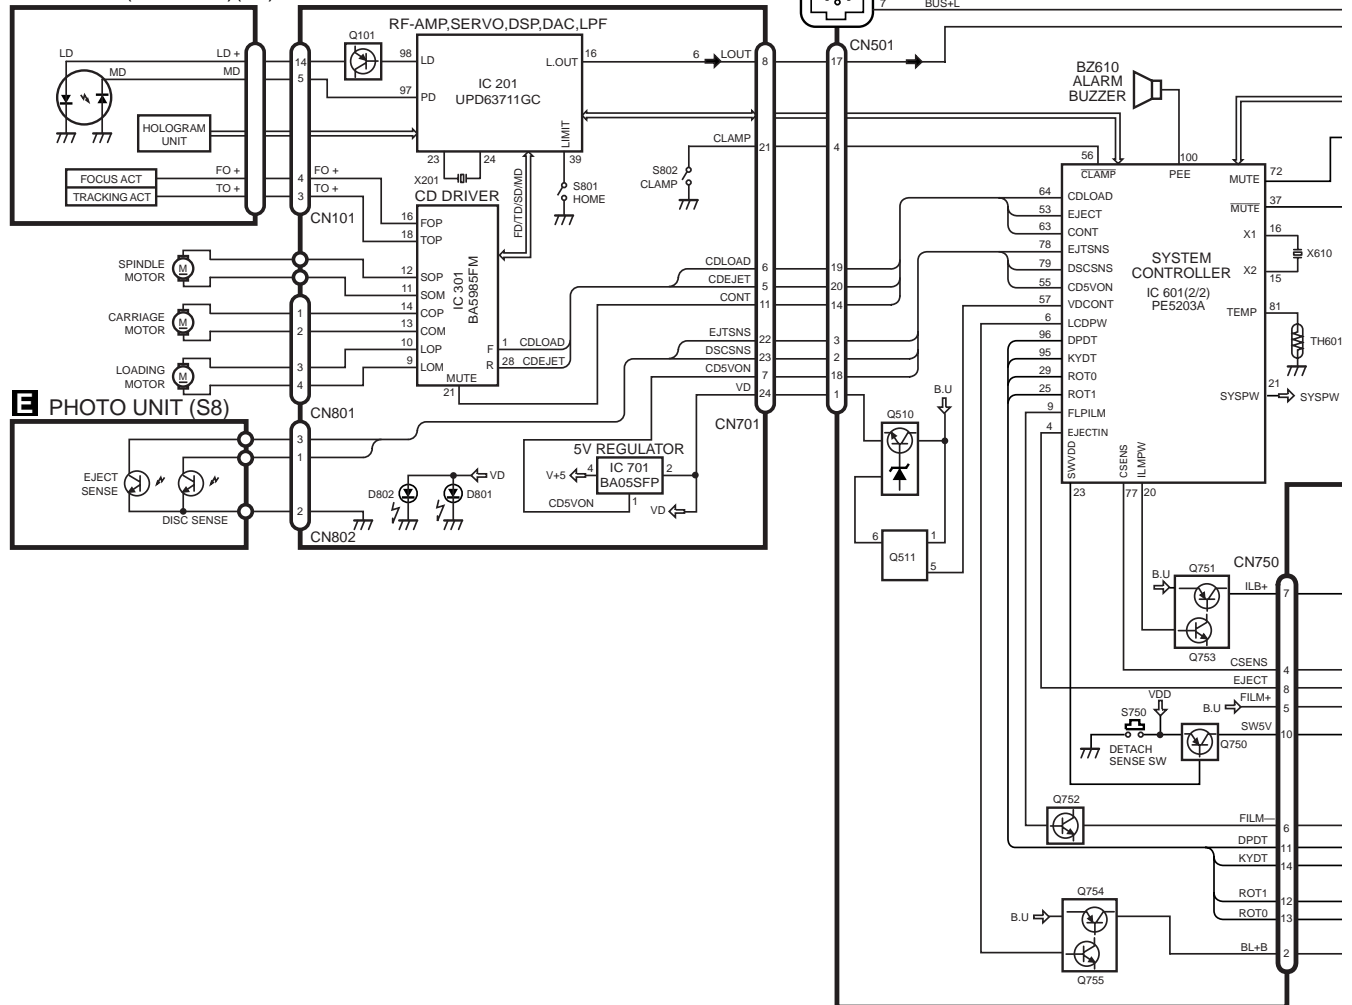 7
BUS+L
RF-AMP,SERVO,DSP,DAC,LPF
Q101
LD
LD +
14
98
LD
L.OUT
16
6
LOUT
8
CN501
17
MD
MD
5
97
PD
IC 201
UPD63711GC
LIMIT
BZ610
ALARM
BUZZER
HOLOGRAM
UNIT
23
24
39
CLAMP
21
4
56
CLAMP
100
PEE
FOCUS ACT
FO +
4
FO +
X201
S801
HOME
S802
CLAMP
TRACKING ACT
TO +
3
TO +
CN101
CD DRIVER
FD/TD/SD/MD
16
FOP
18
TOP
SPINDLE
MOTOR
M
12
SOP
11
SOM
CARRIAGE
MOTOR
M
1
2
14
COP
13
COM
LOADING
MOTOR
M
3
4
10
LOP
9
LOM
IC 301
BA5985FM
F
1
CDLOAD
R
28
CDEJET
MUTE
21
CN801
CDLOAD
6
19
CDEJET
5
20
CONT
11
14
EJTSNS
22
3
DSCSNS
23
2
CD5VON
7
18
VD
24
1
CN701
64
CDLOAD
53
EJECT
63
CONT
78
EJTSNS
79
DSCSNS
55
CD5VON
57
VDCONT
6
LCDPW
96
DPDT
95
KYDT
29
ROT0
25
ROT1
9
FLPILM
4
EJECTIN
SWVDD
23
CSENS
77
ILMPW
20
SYSTEM
CONTROLLER
IC 601(2/2)
PE5203A
MUTE
72
MUTE
37
X1
16
X2
15
X610
TEMP
81
TH601
SYSPW
21
SYSPW
E PHOTO UNIT (S8)
EJECT
SENSE
DISC SENSE
3
1
2
CN802
D802
D801
VD
5V REGULATOR
V+5
4
IC 701
BA05SFP
2
CD5VON
1
VD
B.U
Q510
6
Q511
1
5
CN750
B.U
Q751
Q753
ILB+
7
CSENS
4
EJECT
8
B.U
FILM+
5
VDD
S750
DETACH
SENSE SW
Q750
SW5V
10
Q752
FILM—
6
DPDT
11
KYDT
14
ROT1
12
ROT0
13
Q754
B.U
Q755
BL+B
2